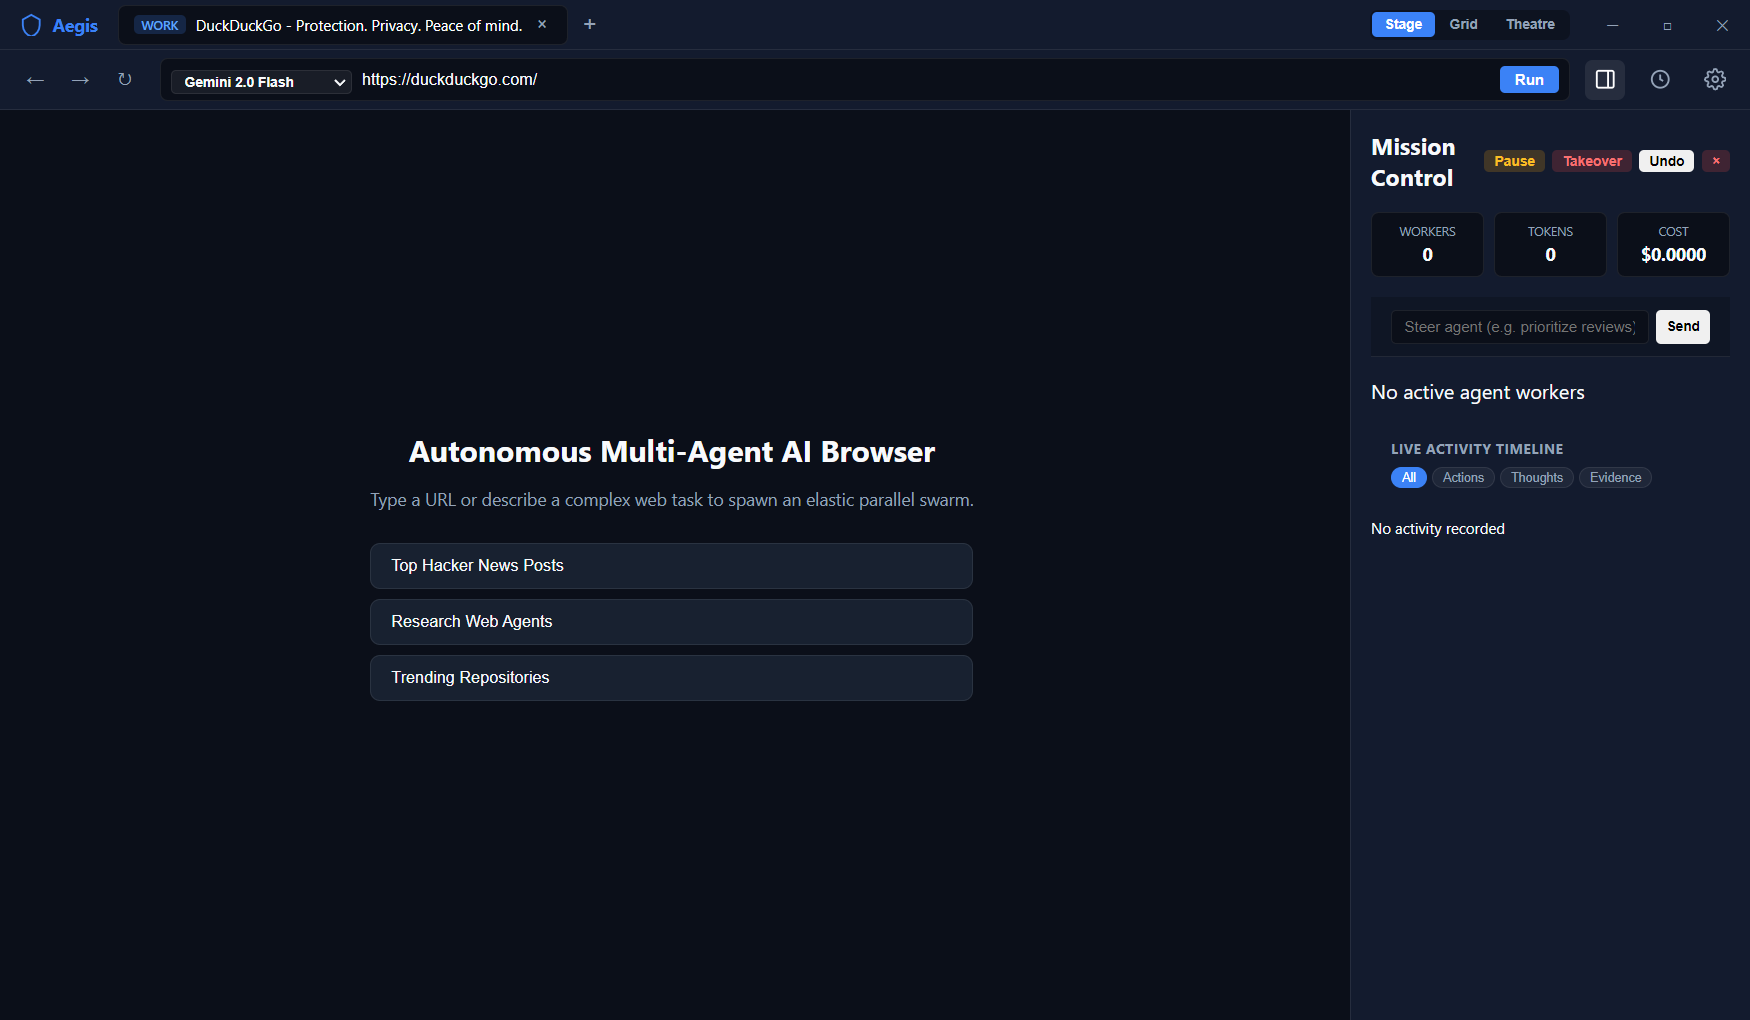 Aegis
WORK DuckDuckGo - Protection. Privacy. Peace of mind. × +
Stage Grid Theatre
Gemini 2.0 Flash https://duckduckgo.com/ Run
Mission Control
Pause Takeover Undo ×
WORKERS TOKENS COST
0 0 $0.0000
Steer agent (e.g. prioritize reviews) Send
No active agent workers
LIVE ACTIVITY TIMELINE
All Actions Thoughts Evidence
No activity recorded
Autonomous Multi-Agent AI Browser
Type a URL or describe a complex web task to spawn an elastic parallel swarm.
Top Hacker News Posts
Research Web Agents
Trending Repositories